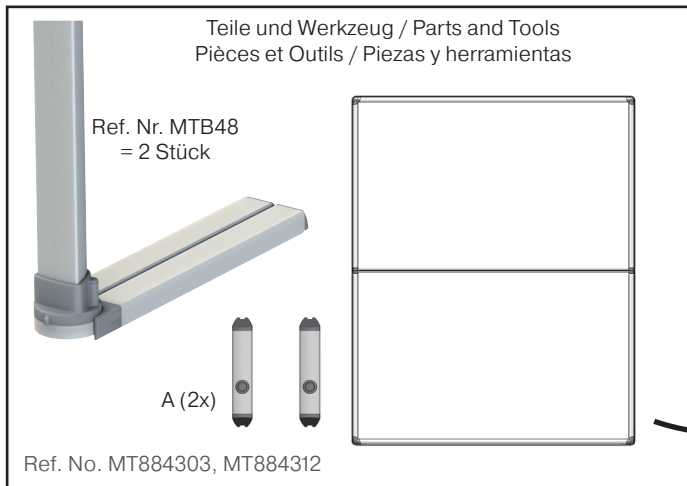 Teile und Werkzeug / Parts and Tools
Pièces et Outils / Piezas y herramientas
Ref. Nr. MTB48
= 2 Stück
A (2x)
Ref. No. MT884303, MT884312